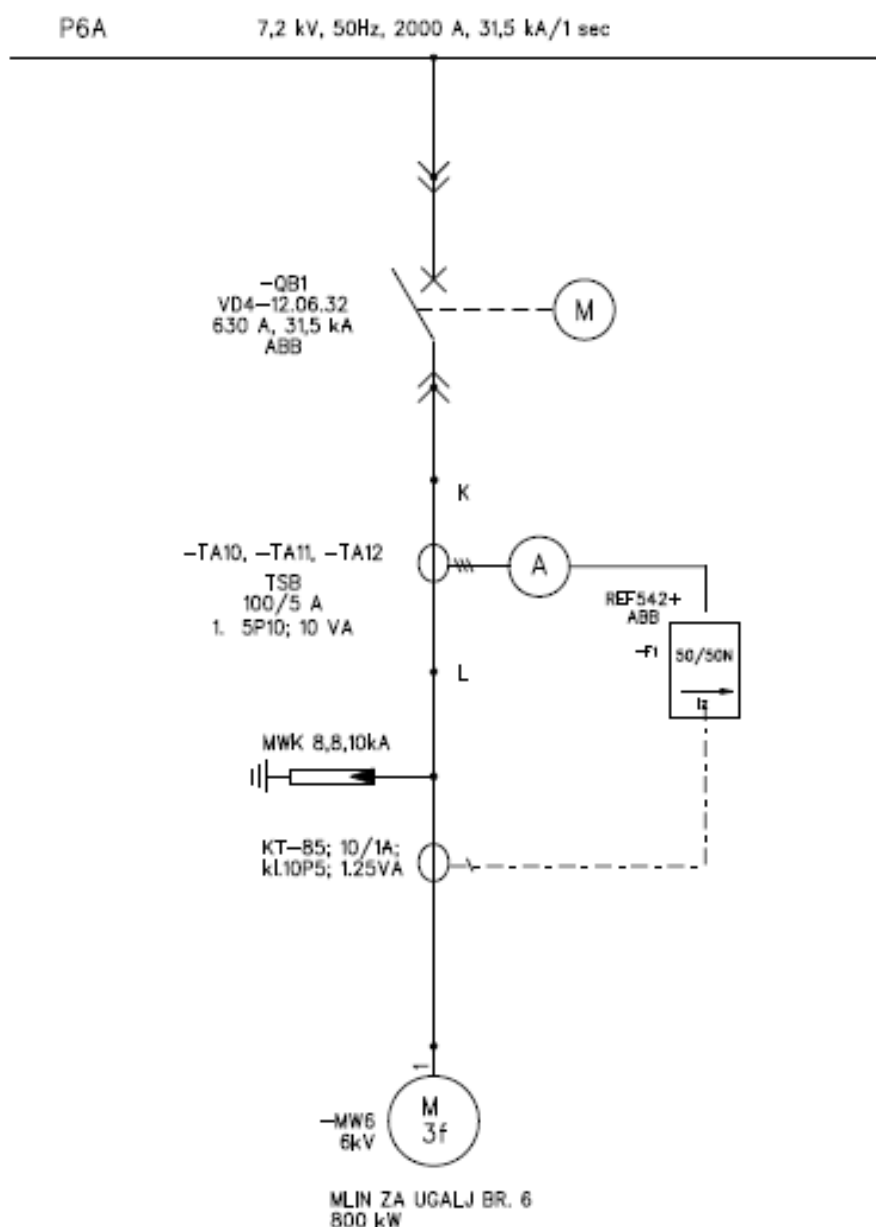 P6A
7,2 kV, 50Hz, 2000 A, 31,5 kA/1 sec
-QB1
VD4-12.06.32
630 A, 31,5 kA
ABB
M
K
-TA10, -TA11, -TA12
TSB
100/5 A
1. 5P10; 10 VA
A
REF542+
ABB
-F1
50/50N
L
MWK 8,8,10kA
KT-85; 10/1A;
kl.10P5; 1.25VA
1
-MW6
6kV
M
3f
MLIN ZA UGALJ BR. 6
800 kW